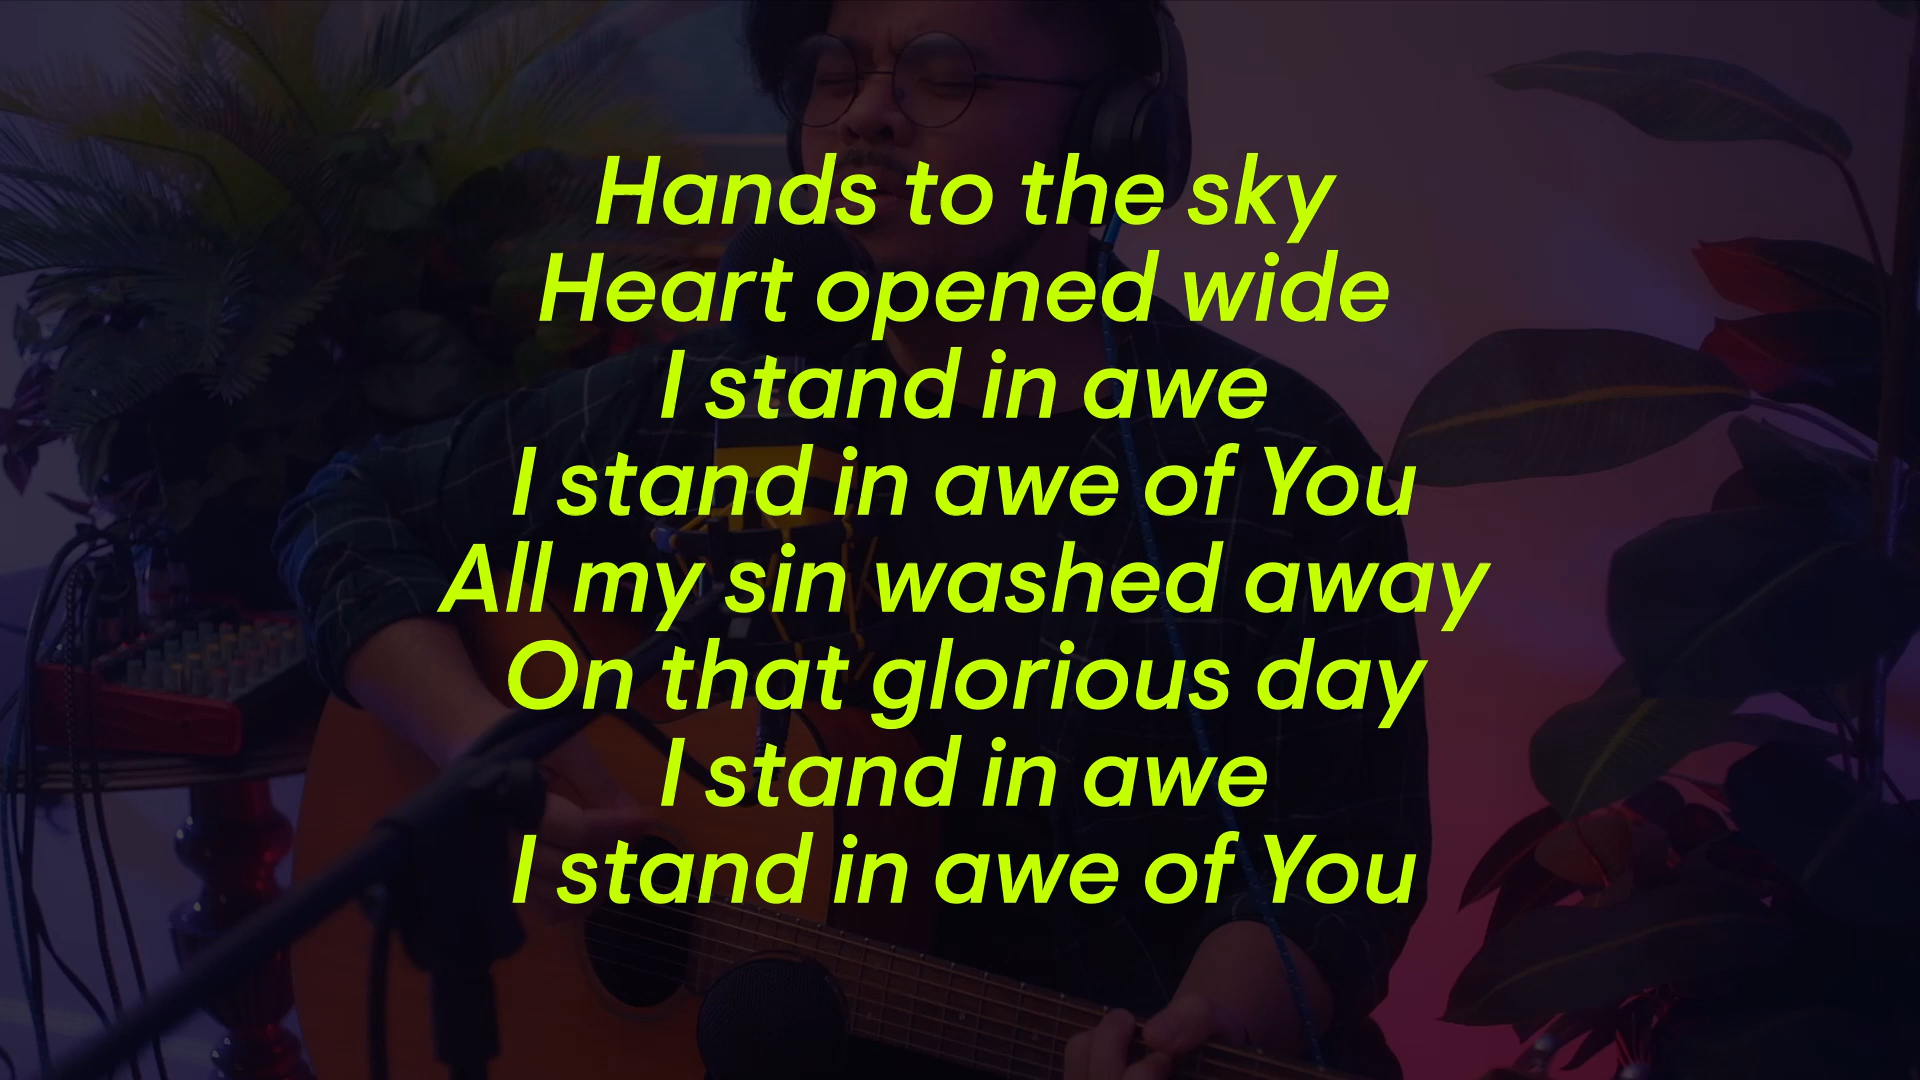 Hands to the sky
Heart opened wide
I stand in awe
I stand in awe of You
All my sin washed away
On that glorious day
I stand in awe
I stand in awe of You